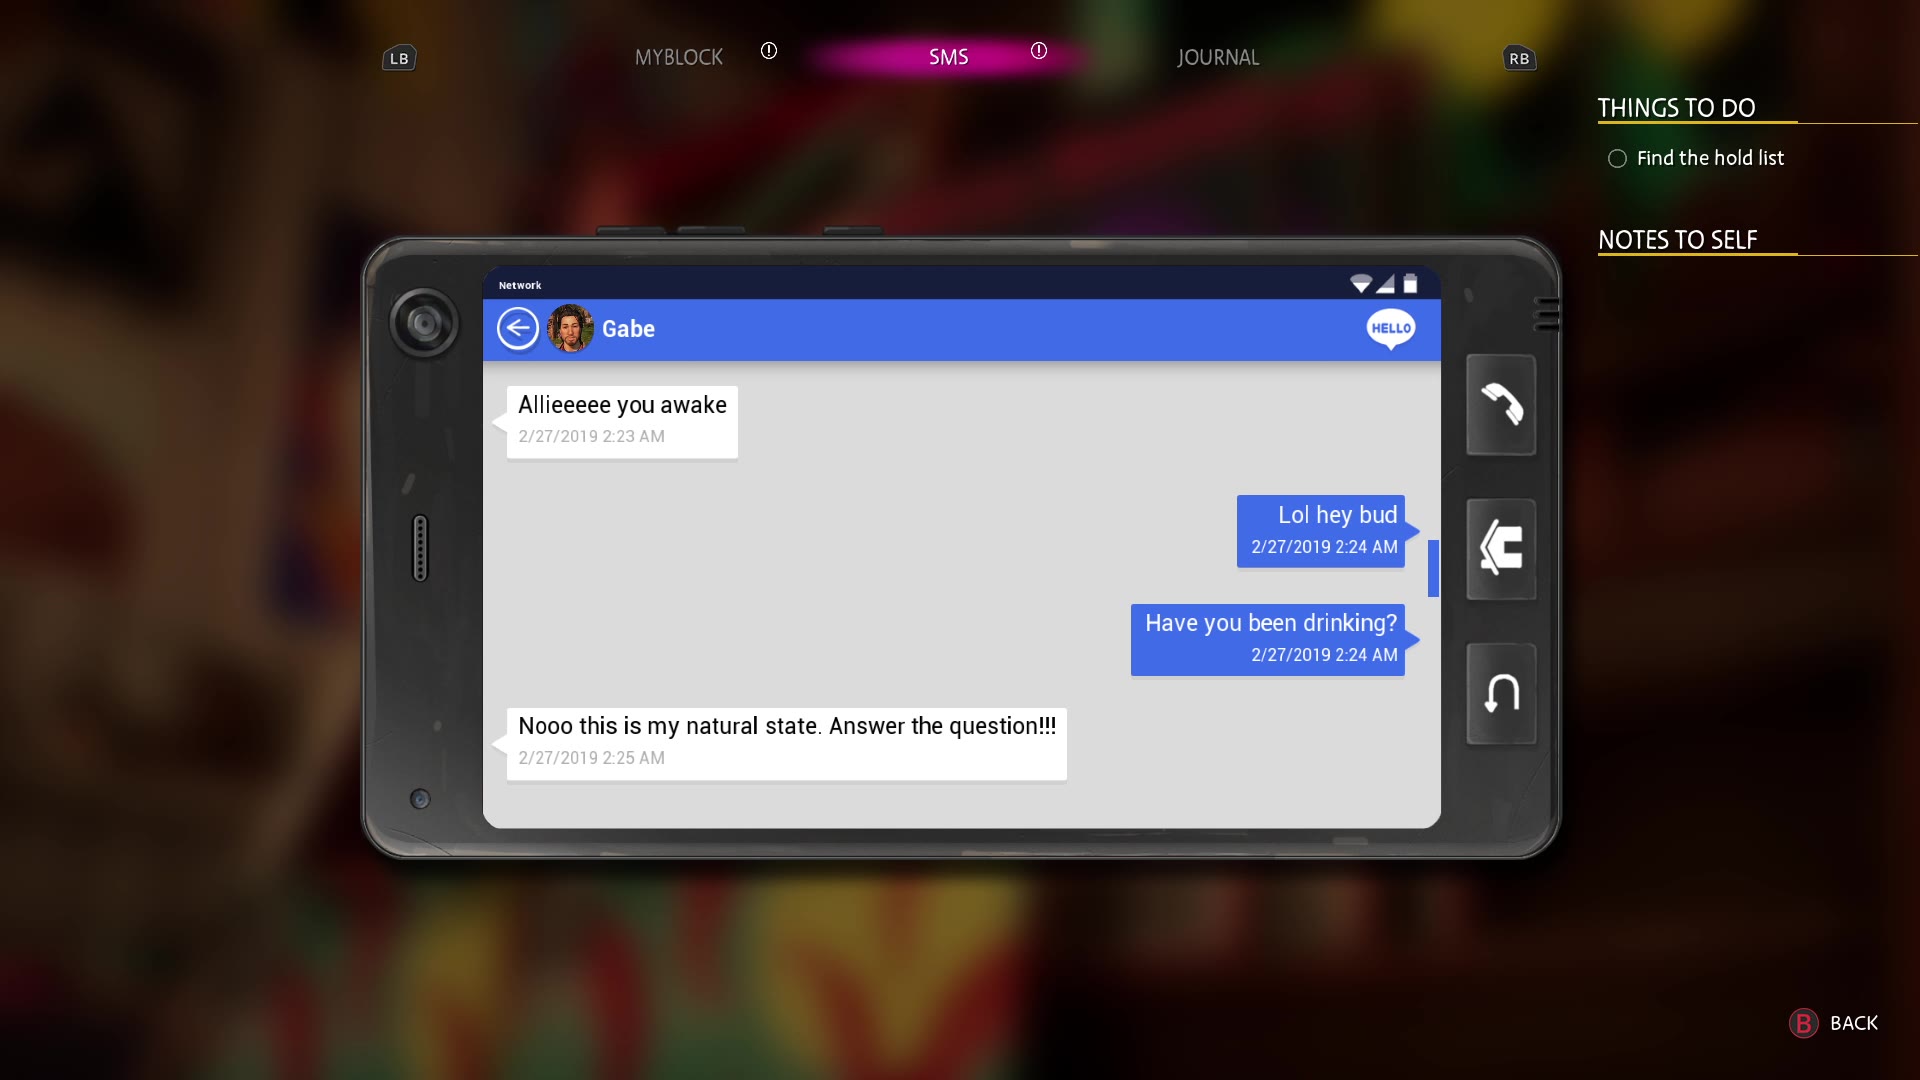 LB
MYBLOCK
SMS
JOURNAL
RB
THINGS TO DO
Find the hold list
NOTES TO SELF
Network
Gabe
HELLO
Allieeeee you awake
2/27/2019 2:23 AM
Lol hey bud
2/27/2019 2:24 AM
Have you been drinking?
2/27/2019 2:24 AM
Nooo this is my natural state. Answer the question!!!
2/27/2019 2:25 AM
B BACK